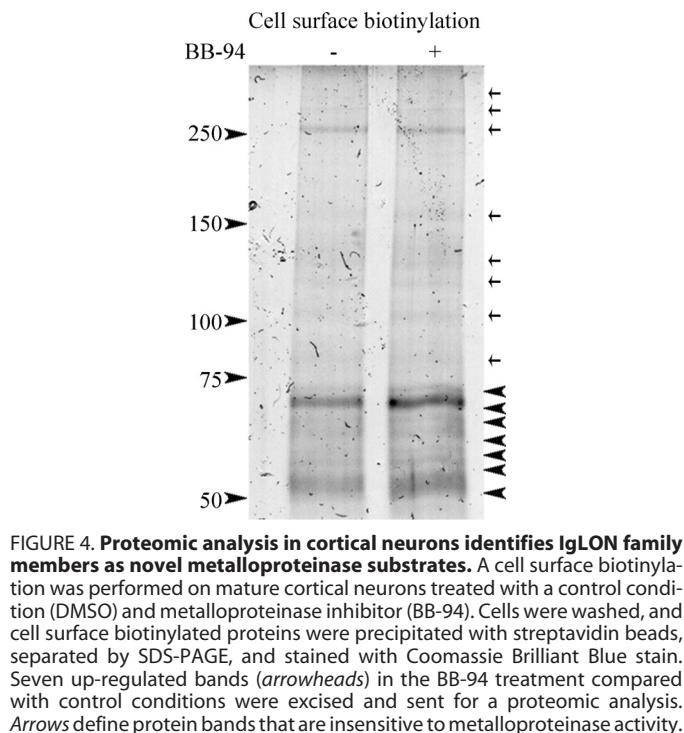 Cell surface biotinylation
BB-94 - +
250
150
100
75
50
FIGURE 4. Proteomic analysis in cortical neurons identifies IgLON family
members as novel metalloproteinase substrates. A cell surface biotinyla-
tion was performed on mature cortical neurons treated with a control condi-
tion (DMSO) and metalloproteinase inhibitor (BB-94). Cells were washed, and
cell surface biotinylated proteins were precipitated with streptavidin beads,
separated by SDS-PAGE, and stained with Coomassie Brilliant Blue stain.
Seven up-regulated bands (arrowheads) in the BB-94 treatment compared
with control conditions were excised and sent for a proteomic analysis.
Arrows define protein bands that are insensitive to metalloproteinase activity.